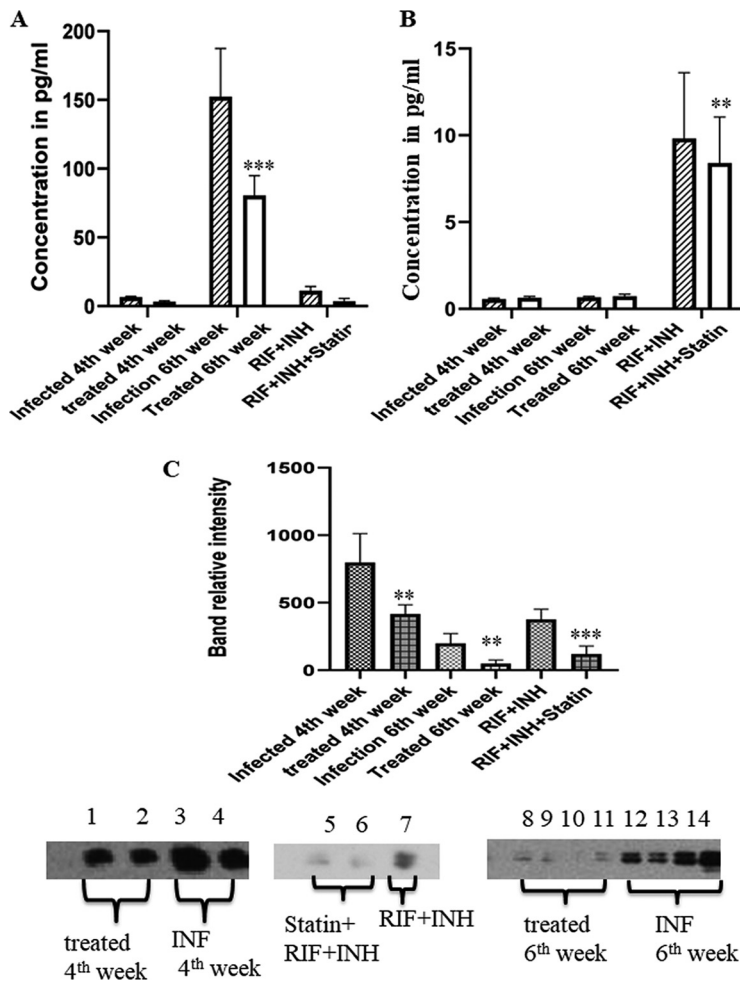 A
Concentration in pg/ml
200
150
100
50
0
***
Infected 4th week
treated 4th week
Infection 6th week
Treated 6th week
RIF+INH
RIF+INH+Statin
B
Concentration in pg/ml
15
10
5
0
**
Infected 4th week
treated 4th week
Infection 6th week
Treated 6th week
RIF+INH
RIF+INH+Statin
C
Band relative intensity
1500
1000
500
0
**
**
***
Infected 4th week
treated 4th week
Infection 6th week
Treated 6th week
RIF+INH
RIF+INH+Statin
1 2 3 4
treated
4th week
INF
4th week
5 6 7
Statin+
RIF+INH
RIF+INH
8 9 10 11 12 13 14
treated
6th week
INF
6th week